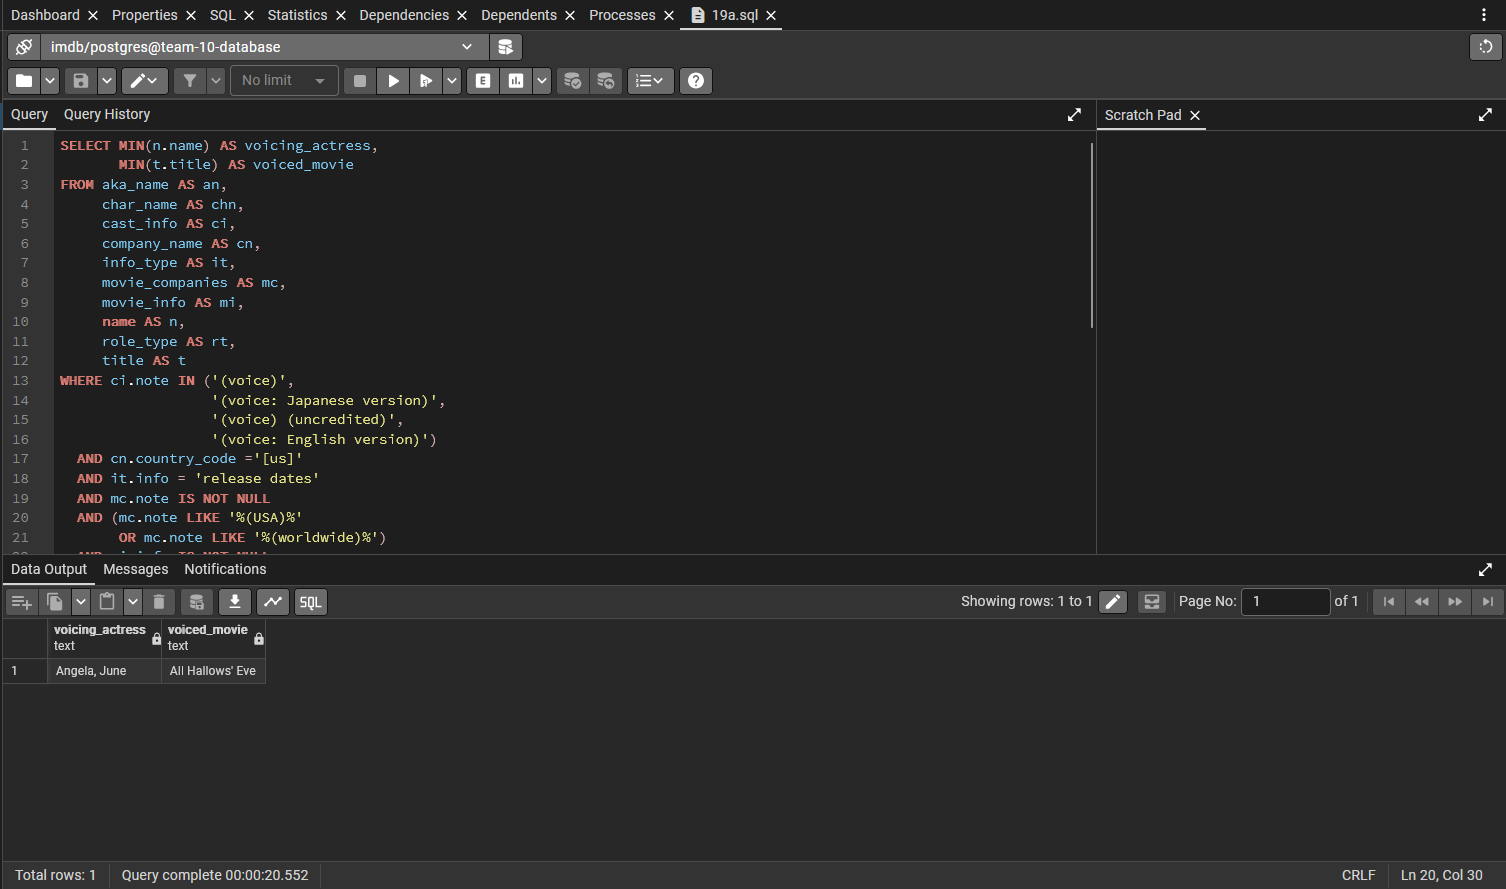 Dashboard Properties SQL Statistics Dependencies Dependents Processes 19a.sql
imdb/postgres@team-10-database
No limit E
Query Query History Scratch Pad
1 SELECT MIN(n.name) AS voicing_actress,
2 MIN(t.title) AS voiced_movie
3 FROM aka_name AS an,
4 char_name AS chn,
5 cast_info AS ci,
6 company_name AS cn,
7 info_type AS it,
8 movie_companies AS mc,
9 movie_info AS mi,
10 name AS n,
11 role_type AS rt,
12 title AS t
13 WHERE ci.note IN ('(voice)',
14 '(voice: Japanese version)',
15 '(voice) (uncredited)',
16 '(voice: English version)')
17 AND cn.country_code ='[us]'
18 AND it.info = 'release dates'
19 AND mc.note IS NOT NULL
20 AND (mc.note LIKE '%(USA)%'
21 OR mc.note LIKE '%(worldwide)%')
Data Output Messages Notifications
SQL Showing rows: 1 to 1 Page No: 1 of 1
voicing_actress voiced_movie
text text
1 Angela, June All Hallows' Eve
Total rows: 1 Query complete 00:00:20.552 CRLF Ln 20, Col 30